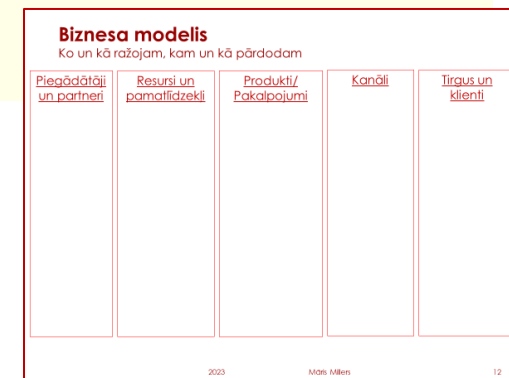 Biznesa modelis
Ko un kā ražojam, kam un kā pārdodam
Piegādātāji
un partneri
Resursi un
pamatlīdzekli
Produkti/
Pakalpojumi
Kanāli
Tirgus un
klienti
2023
Māris Millers
12